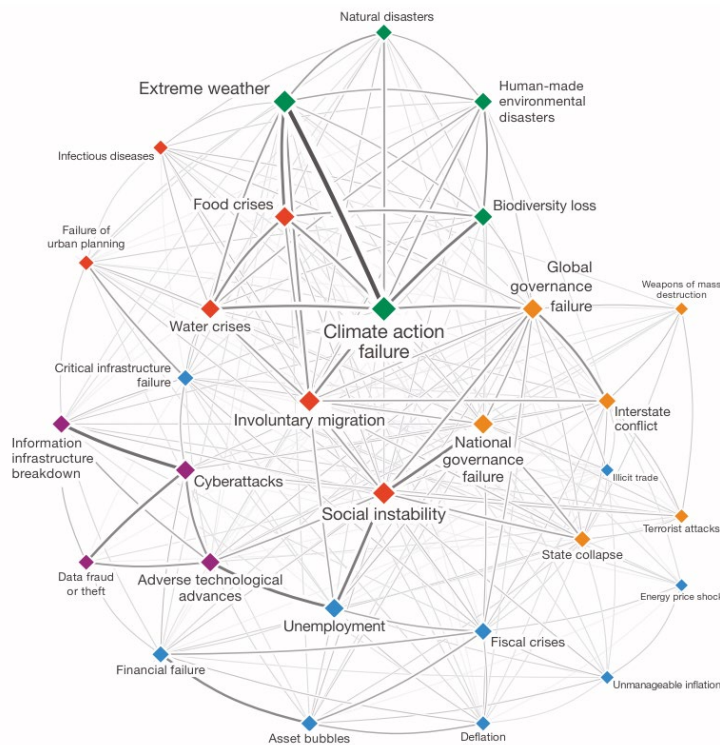 Natural disasters
Extreme weather
Human-made
environmental
disasters
Infectious diseases
Food crises
Biodiversity loss
Failure of
urban planning
Global
governance
failure
Weapons of mass
destruction
Water crises
Climate action
failure
Critical infrastructure
failure
Involuntary migration
Interstate
conflict
Information
infrastructure
breakdown
National
governance
failure
Cyberattacks
Illicit trade
Social instability
Terrorist attacks
State collapse
Data fraud
or theft
Adverse technological
advances
Energy price shock
Unemployment
Fiscal crises
Financial failure
Unmanageable inflation
Asset bubbles
Deflation